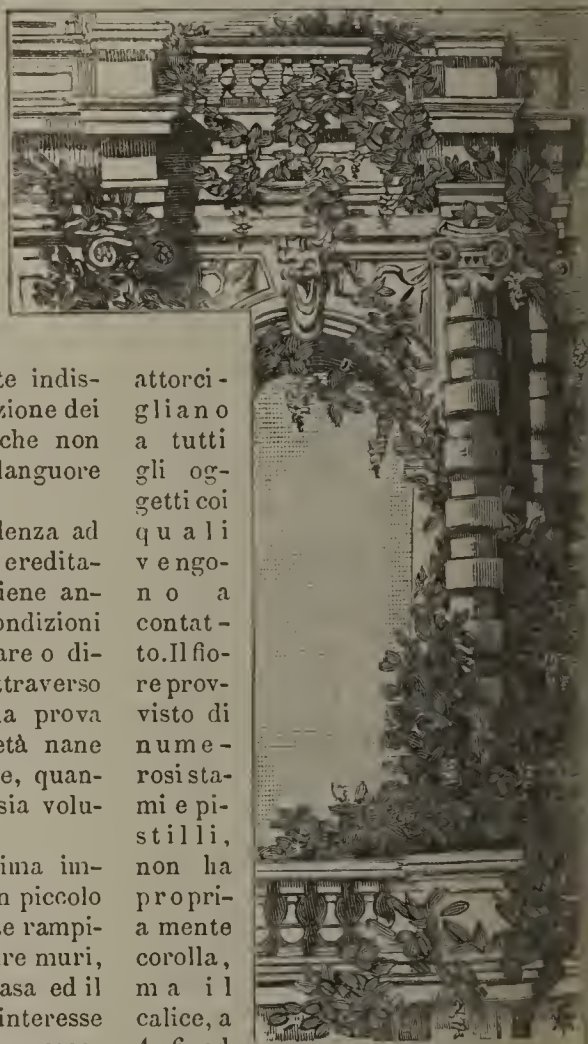 te indis-
zione dei
che non
languore
denza ad
eredita-
iene an-
ondizioni
are o di-
ttraverso
a prova
età nane
e, quan-
sia volu-
ima im-
n piccolo
e rampi-
re muri,
asa ed il
interesse
attorci-
gliano
a tutti
gli og-
getti coi
quali
vengo-
no a
contat-
to. Il fio-
re prov-
visto di
nume-
rosi sta-
mi e pi-
stilli,
non ha
propri-
a mente
corolla,
ma il
calice, a